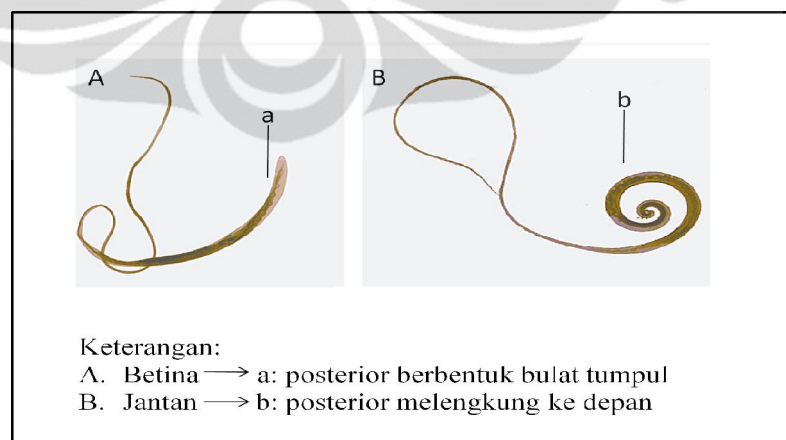 A
B
a
b
Keterangan:
A. Betina → a: posterior berbentuk bulat tumpul
B. Jantan → b: posterior melengkung ke depan